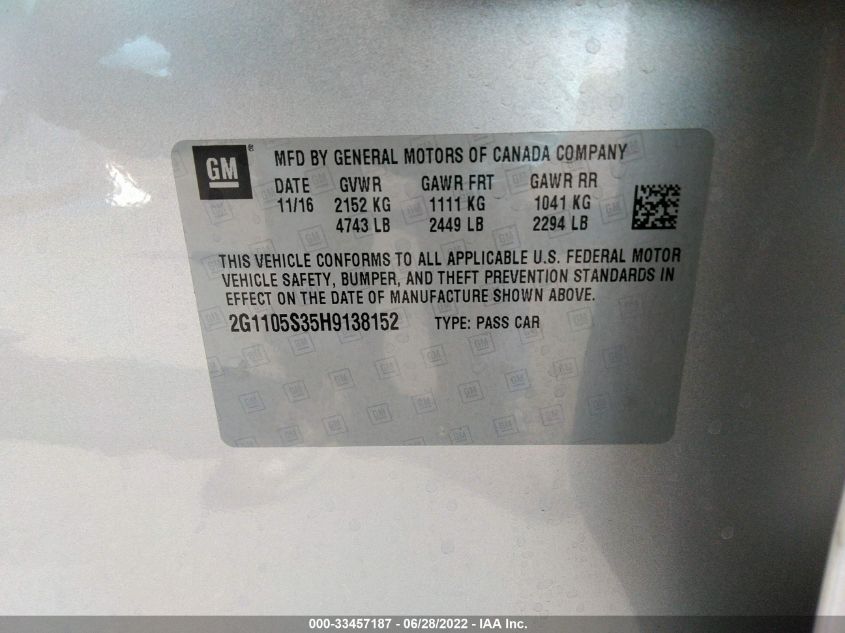 GM ® MFD BY GENERAL MOTORS OF CANADA COMPANY
DATE GVWR GAWR FRT GAWR RR
11/16 2152 KG 1111 KG 1041 KG
4743 LB 2449 LB 2294 LB
THIS VEHICLE CONFORMS TO ALL APPLICABLE U.S. FEDERAL MOTOR
VEHICLE SAFETY, BUMPER, AND THEFT PREVENTION STANDARDS IN
EFFECT ON THE DATE OF MANUFACTURE SHOWN ABOVE.
2G1105S35H9138152 TYPE: PASS CAR
000-33457187 - 06/28/2022 - IAA Inc.